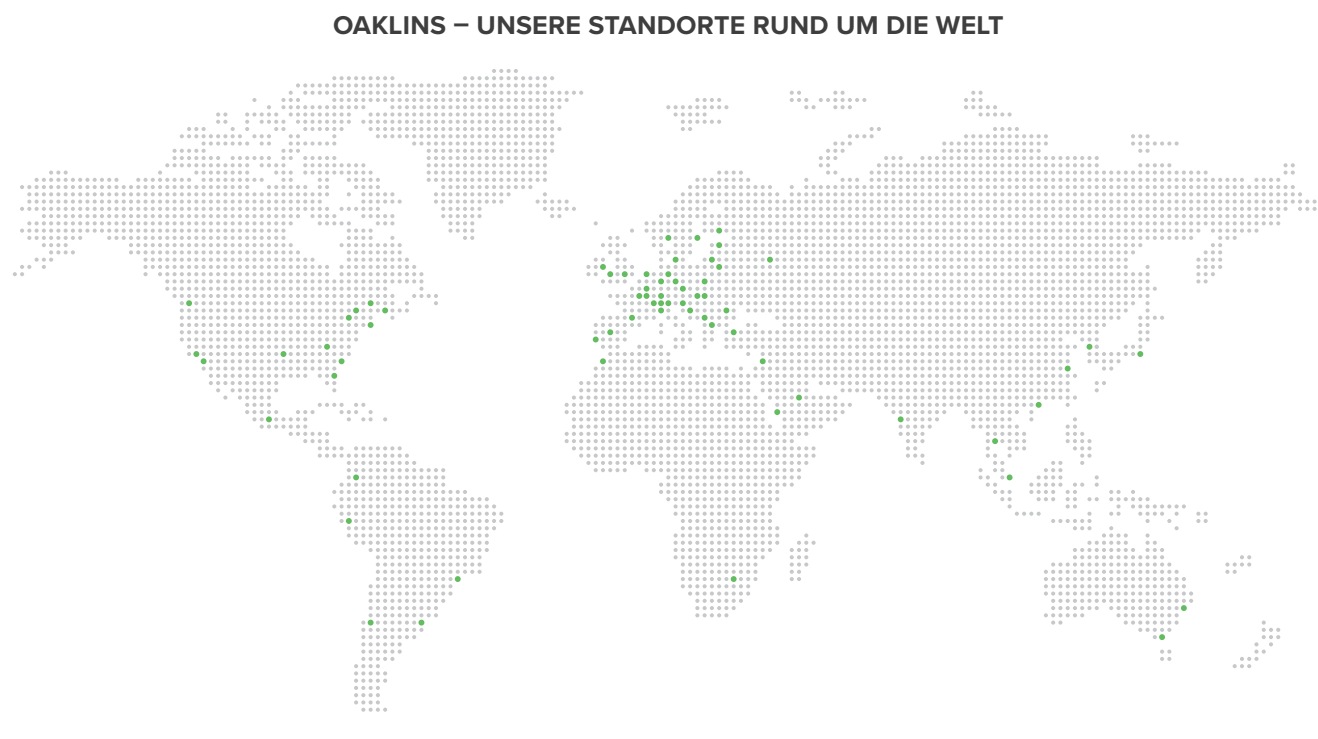 OAKLINS – UNSERE STANDORTE RUND UM DIE WELT